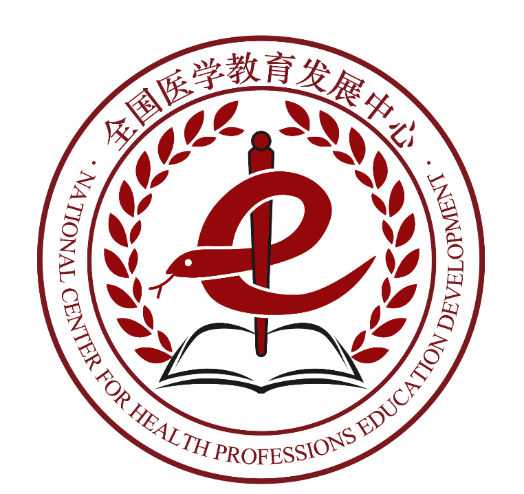 全国医学教育发展中心
· NATIONAL CENTER FOR HEALTH PROFESSIONS EDUCATION DEVELOPMENT ·